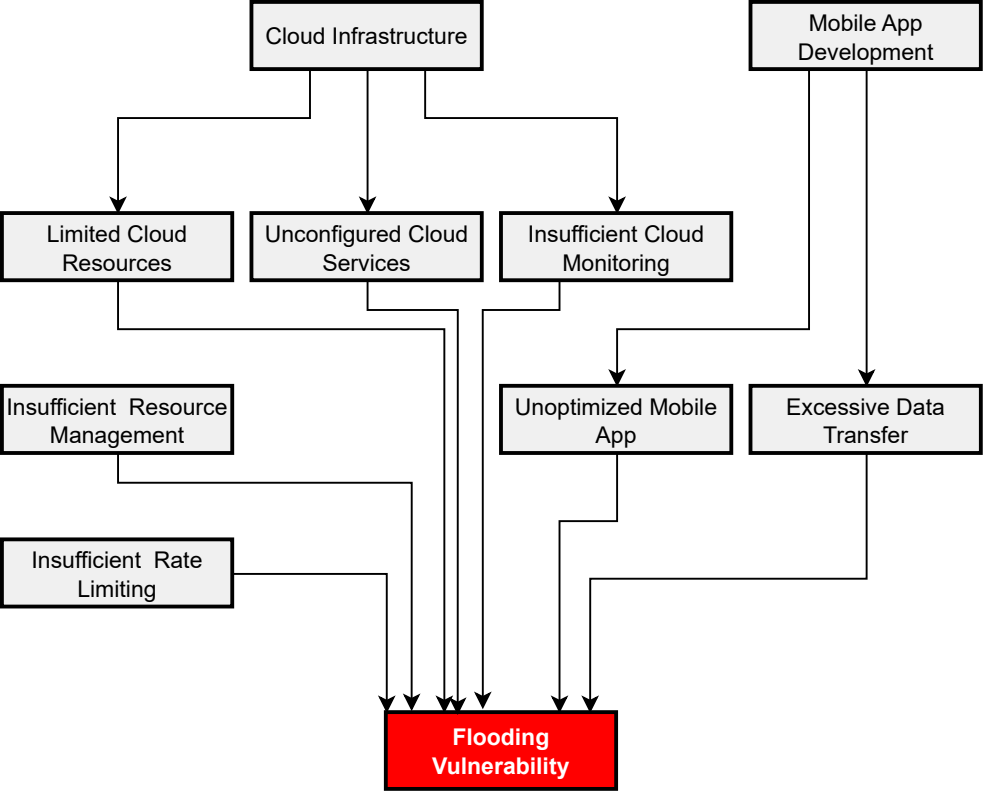 Cloud Infrastructure
Mobile App
Development
Limited Cloud
Resources
Unconfigured Cloud
Services
Insufficient Cloud
Monitoring
Insufficient  Resource
Management
Unoptimized Mobile
App
Excessive Data
Transfer
Insufficient  Rate
Limiting
Flooding
Vulnerability